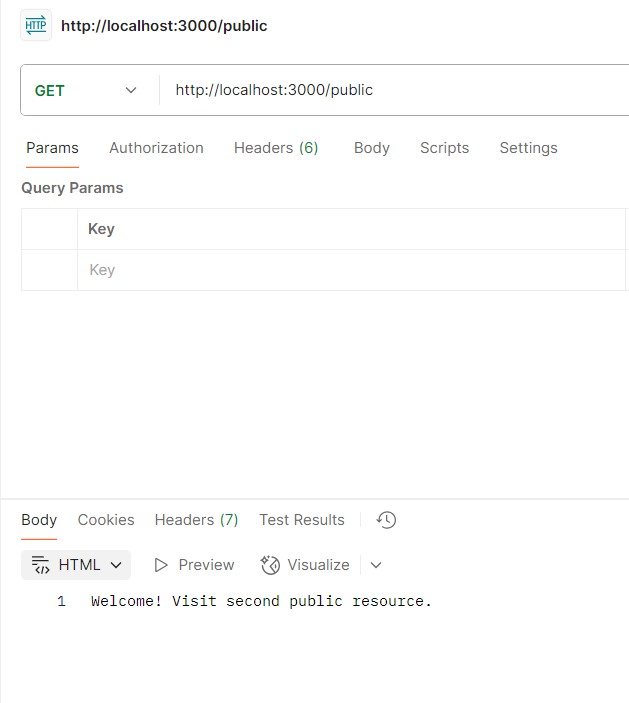 HTTP http://localhost:3000/public
GET http://localhost:3000/public
Params Authorization Headers (6) Body Scripts Settings
Query Params
Key
Key
Body Cookies Headers (7) Test Results
HTML Preview Visualize
1 Welcome! Visit second public resource.